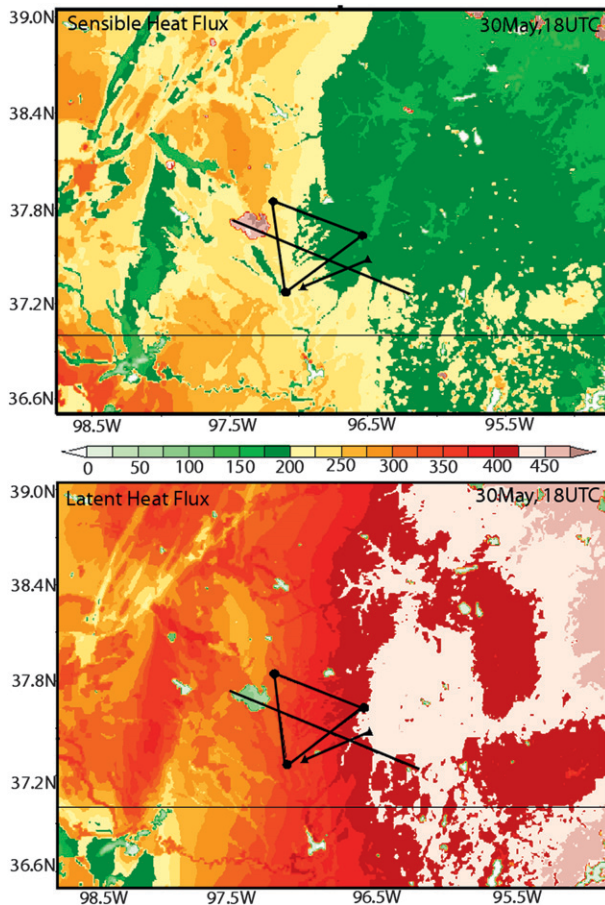 Sensible Heat Flux 30May, 18UTC
39.0N
38.4N
37.8N
37.2N
36.6N
98.5W 97.5W 96.5W 95.5W
0 50 100 150 200 250 300 350 400 450
Latent Heat Flux 30May, 18UTC
39.0N
38.4N
37.8N
37.2N
36.6N
98.5W 97.5W 96.5W 95.5W